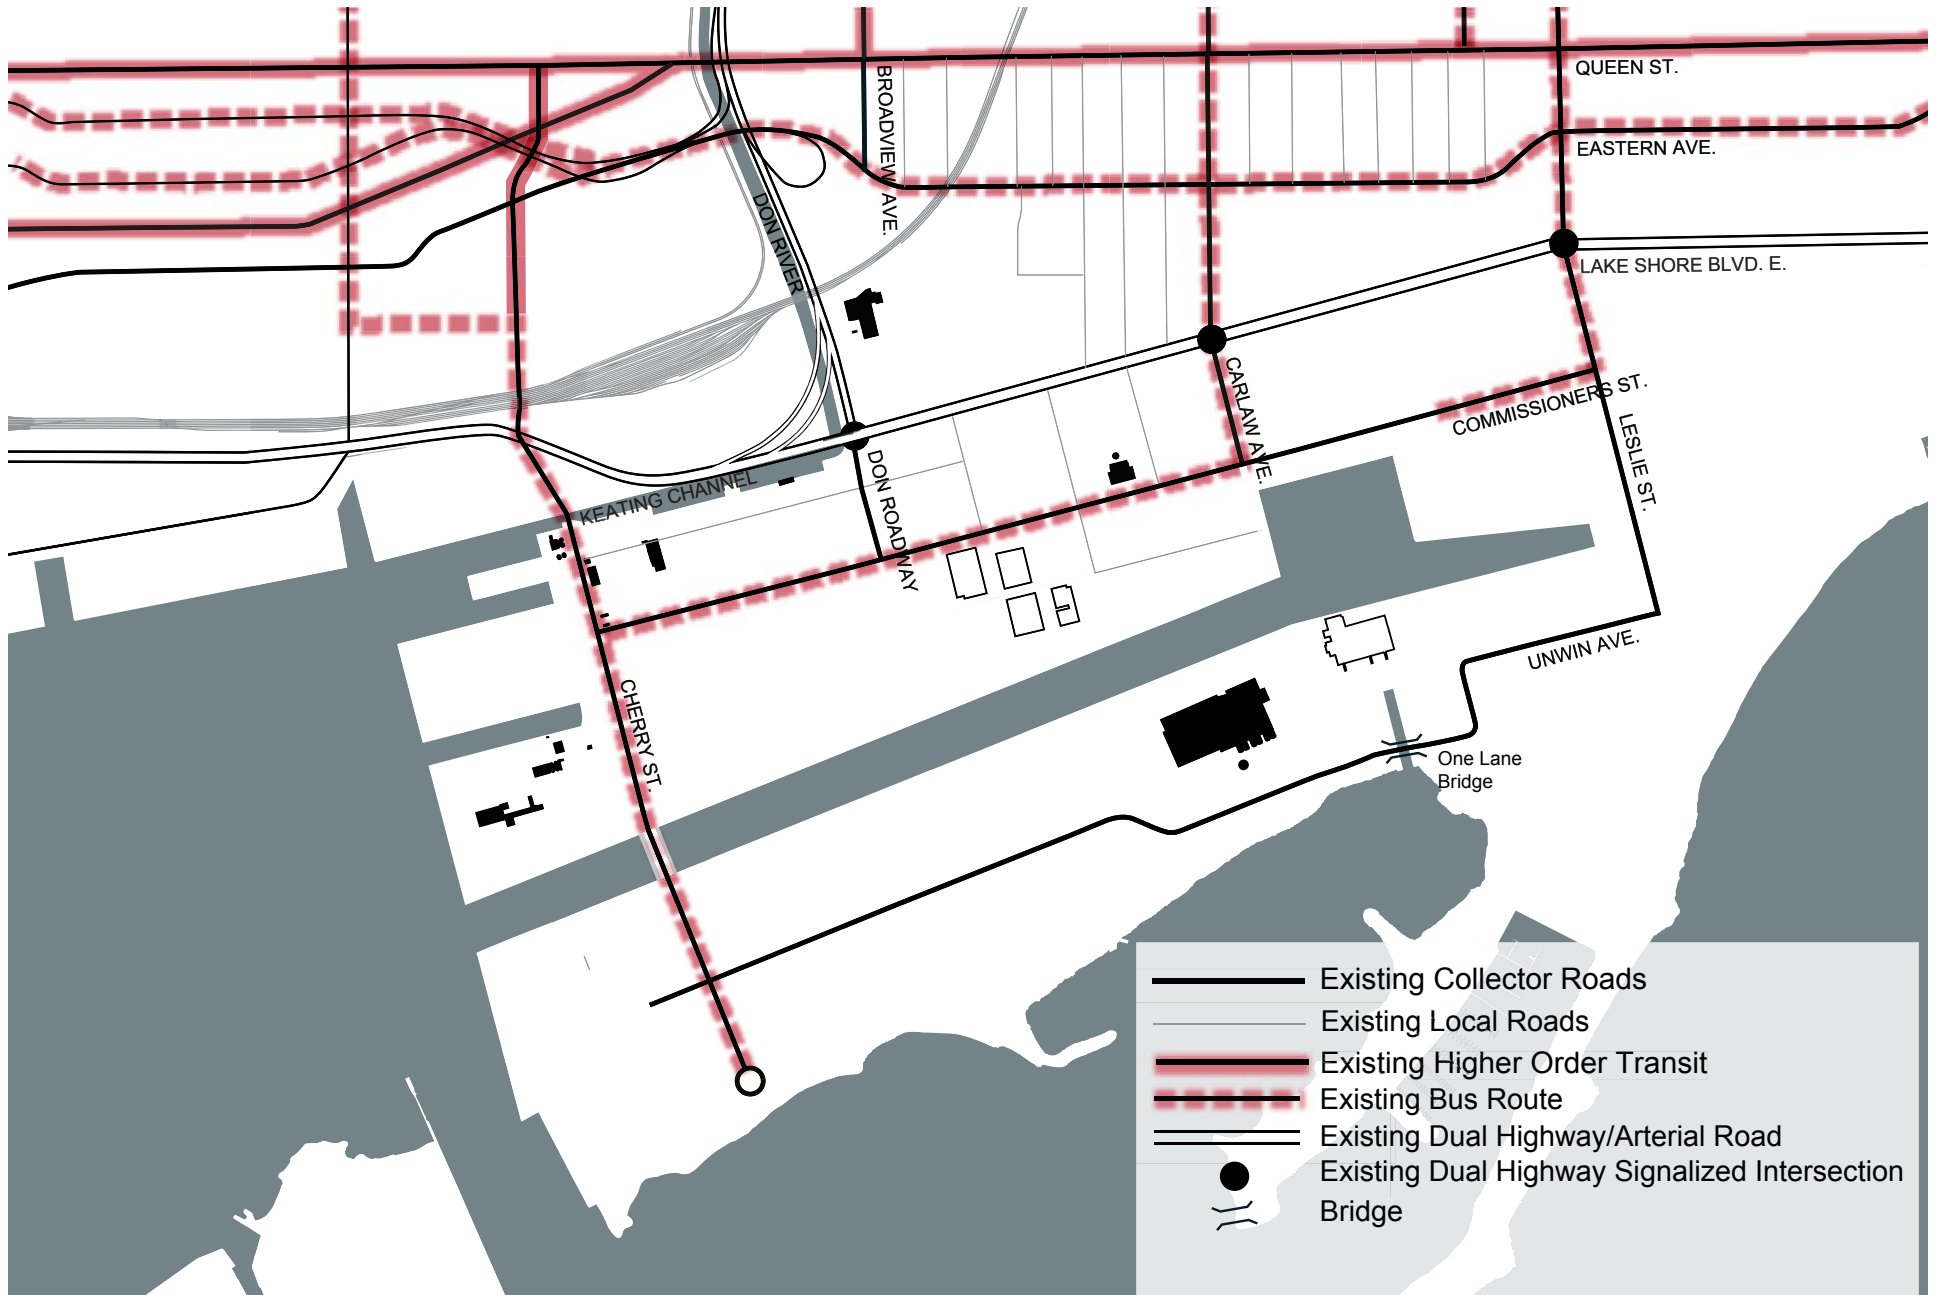 QUEEN ST.
BROADVIEW AVE.
EASTERN AVE.
DON RIVER
LAKE SHORE BLVD. E.
CARLAW AVE.
COMMISSIONERS ST.
LESLIE ST.
KEATING CHANNEL
DON ROADWAY
UNWIN AVE.
CHERRY ST.
One Lane
Bridge
Existing Collector Roads
Existing Local Roads
Existing Higher Order Transit
Existing Bus Route
Existing Dual Highway/Arterial Road
Existing Dual Highway Signalized Intersection
Bridge